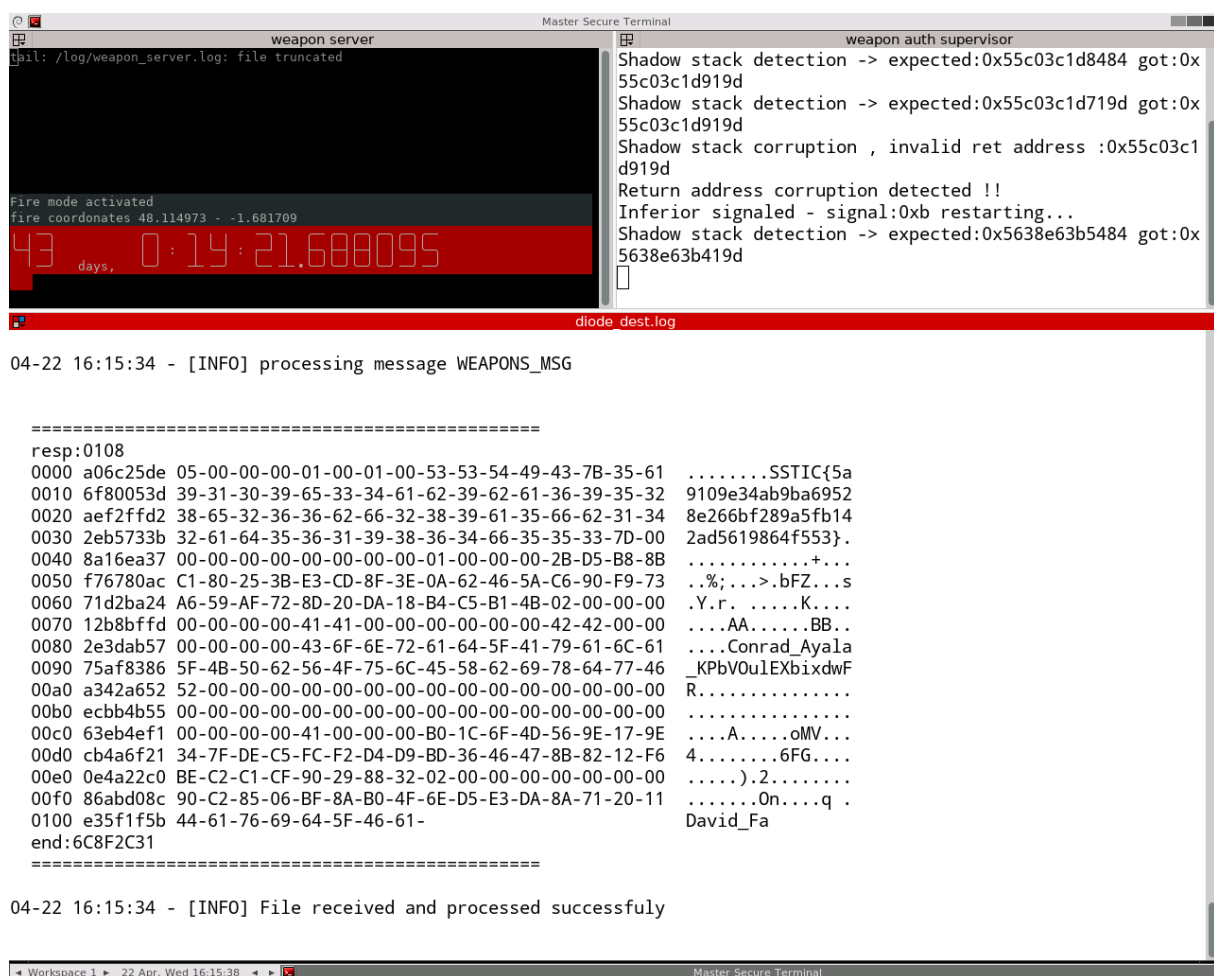 Master Secure Terminal
weapon server
tail: /log/weapon_server.log: file truncated
Fire mode activated
fire coordonates 48.114973 - -1.681709
43 days, 0:14:21.688095
weapon auth supervisor
Shadow stack detection -> expected:0x55c03c1d8484 got:0x
55c03c1d919d
Shadow stack detection -> expected:0x55c03c1d719d got:0x
55c03c1d919d
Shadow stack corruption , invalid ret address :0x55c03c1
d919d
Return address corruption detected !!
Inferior signaled - signal:0xb restarting...
Shadow stack detection -> expected:0x5638e63b5484 got:0x
5638e63b419d
diode_dest.log
04-22 16:15:34 - [INFO] processing message WEAPONS_MSG
=================================================
resp:0108
0000 a06c25de 05-00-00-00-01-00-01-00-53-53-54-49-43-7B-35-61 ........SSTIC{5a
0010 6f80053d 39-31-30-39-65-33-34-61-62-39-62-61-36-39-35-32 9109e34ab9ba6952
0020 aef2ffd2 38-65-32-36-36-62-66-32-38-39-61-35-66-62-31-34 8e266bf289a5fb14
0030 2eb5733b 32-61-64-35-36-31-39-38-36-34-66-35-35-33-7D-00 2ad5619864f553}.
0040 8a16ea37 00-00-00-00-00-00-00-00-01-00-00-00-2B-D5-B8-8B ............+...
0050 f76780ac C1-80-25-3B-E3-CD-8F-3E-0A-62-46-5A-C6-90-F9-73 ..%;...>.bFZ...s
0060 71d2ba24 A6-59-AF-72-8D-20-DA-18-B4-C5-B1-4B-02-00-00-00 .Y.r. .....K....
0070 12b8bffd 00-00-00-00-41-41-00-00-00-00-00-00-42-42-00-00 ....AA......BB..
0080 2e3dab57 00-00-00-00-43-6F-6E-72-61-64-5F-41-79-61-6C-61 ....Conrad_Ayala
0090 75af8386 5F-4B-50-62-56-4F-75-6C-45-58-62-69-78-64-77-46 _KPbVOulEXbixdwF
00a0 a342a652 52-00-00-00-00-00-00-00-00-00-00-00-00-00-00-00 R...............
00b0 ecbb4b55 00-00-00-00-00-00-00-00-00-00-00-00-00-00-00-00 ................
00c0 63eb4ef1 00-00-00-00-41-00-00-00-B0-1C-6F-4D-56-9E-17-9E ....A.....oMV...
00d0 cb4a6f21 34-7F-DE-C5-FC-F2-D4-D9-BD-36-46-47-8B-82-12-F6 4........6FG....
00e0 0e4a22c0 BE-C2-C1-CF-90-29-88-32-02-00-00-00-00-00-00-00 .....).2........
00f0 86abd08c 90-C2-85-06-BF-8A-B0-4F-6E-D5-E3-DA-8A-71-20-11 .......On....q .
0100 e35f1f5b 44-61-76-69-64-5F-46-61- David_Fa
end:6C8F2C31
=================================================
04-22 16:15:34 - [INFO] File received and processed successfuly
◄ Workspace 1 ► 22 Apr, Wed 16:15:38 ◄ ► Master Secure Terminal